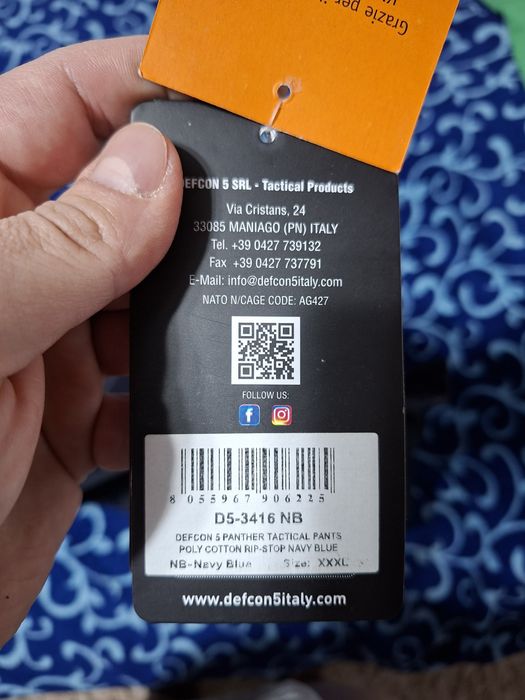 Grazie per
DEFCON 5 SRL - Tactical Products
Via Cristans, 24
33085 MANIAGO (PN) ITALY
Tel. +39 0427 739132
Fax +39 0427 737791
E-Mail: info@defcon5italy.com
NATO N/CAGE CODE: AG427
FOLLOW US:
8 055967 906225
D5-3416 NB
DEFCON 5 PANTHER TACTICAL PANTS
POLY COTTON RIP-STOP NAVY BLUE
NB-Navy Blue Size: XXXL
www.defcon5italy.com